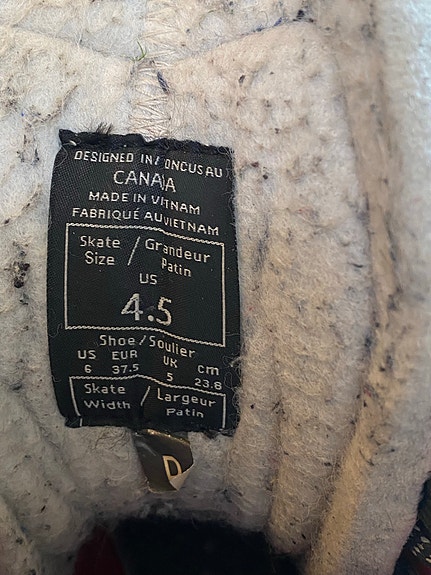 DESIGNED IN / CONCUS AU
CANADA
MADE IN VIETNAM
FABRIQUÉ AU VIETNAM
Skate Size / Grandeur Patin
US
4.5
Shoe / Soulier
US EUR UK cm
6 37.5 5 23.8
Skate Width / Largeur Patin
D